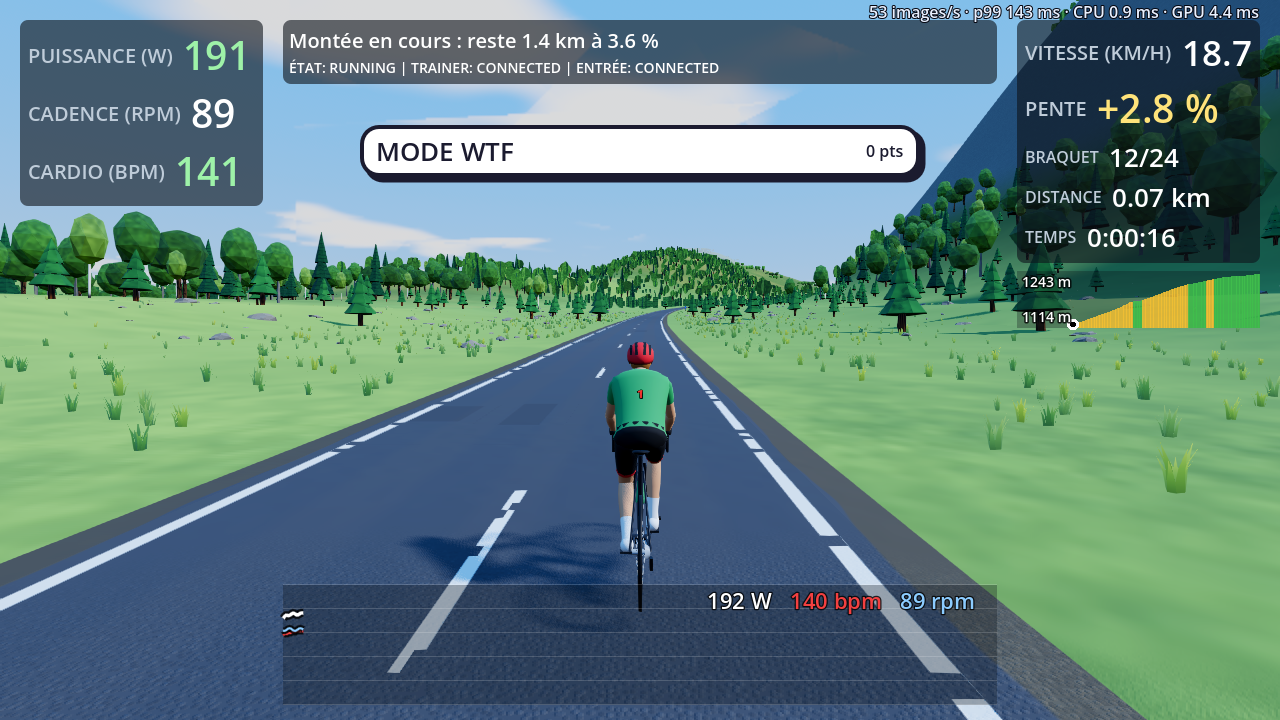 53 images/s · p99 143 ms · CPU 0.9 ms · GPU 4.4 ms
PUISSANCE (W) 191
CADENCE (RPM) 89
CARDIO (BPM) 141
Montée en cours : reste 1.4 km à 3.6 %
ÉTAT: RUNNING | TRAINER: CONNECTED | ENTRÉE: CONNECTED
MODE WTF 0 pts
VITESSE (KM/H) 18.7
PENTE +2.8 %
BRAQUET 12/24
DISTANCE 0.07 km
TEMPS 0:00:16
1243 m
1114 m
1
192 W 140 bpm 89 rpm